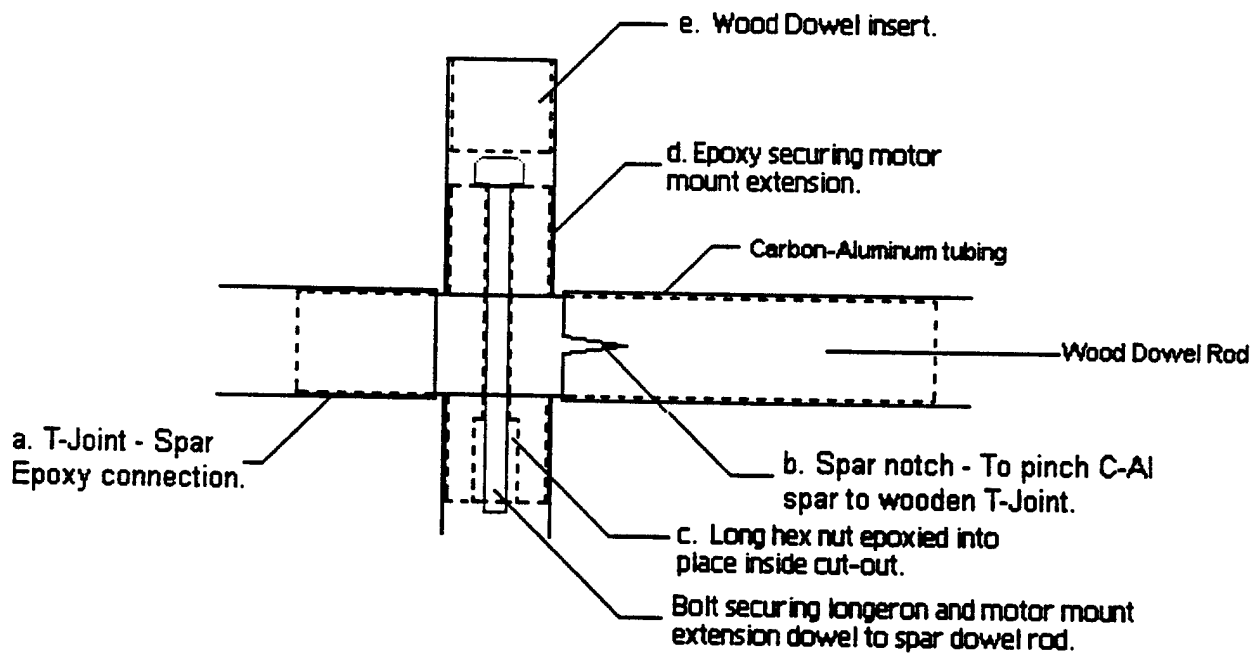 e. Wood Dowel insert.
d. Epoxy securing motor
mount extension.
Carbon-Aluminum tubing
Wood Dowel Rod
a. T-Joint - Spar
Epoxy connection.
b. Spar notch - To pinch C-Al
spar to wooden T-Joint.
c. Long hex nut epoxied into
place inside cut-out.
Bolt securing longeron and motor mount
extension dowel to spar dowel rod.